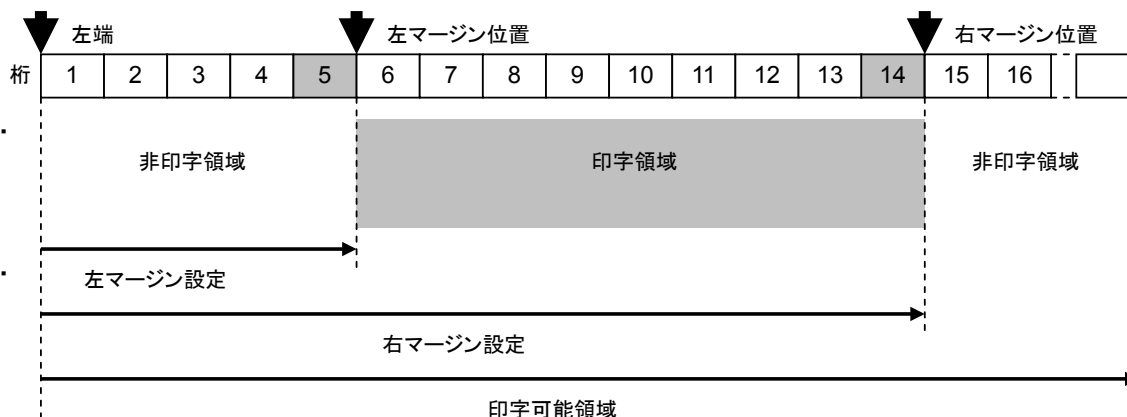 左端 左マージン位置 右マージン位置
桁 1 2 3 4 5 6 7 8 9 10 11 12 13 14 15 16
非印字領域 印字領域 非印字領域
左マージン設定
右マージン設定
印字可能領域